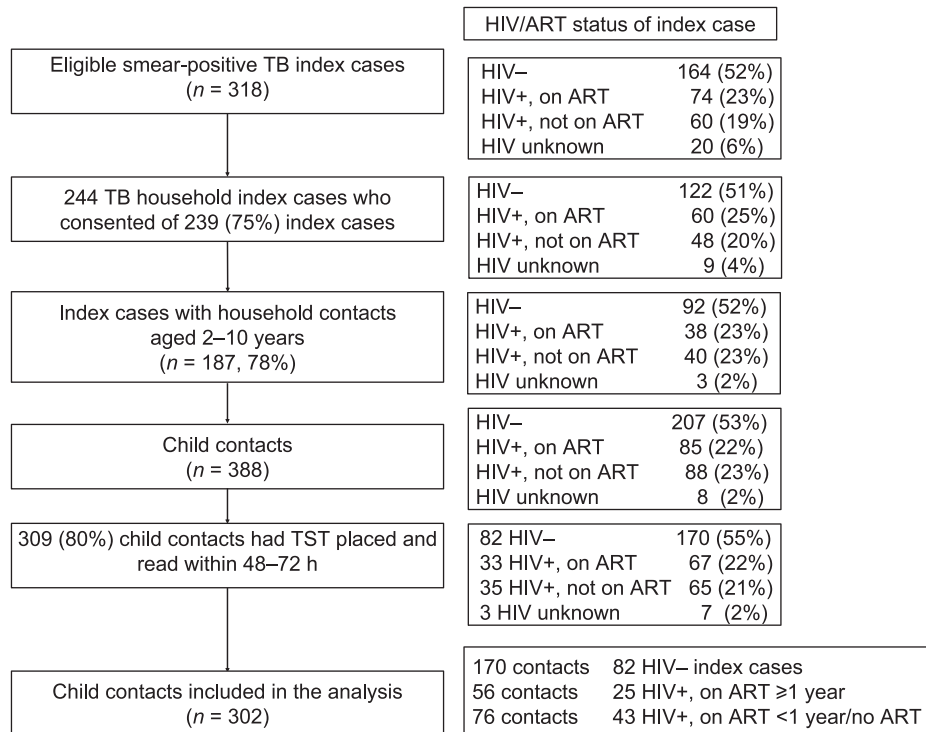 HIV/ART status of index case
Eligible smear-positive TB index cases
(n = 318)
HIV– 164 (52%)
HIV+, on ART 74 (23%)
HIV+, not on ART 60 (19%)
HIV unknown 20 (6%)
244 TB household index cases who
consented of 239 (75%) index cases
HIV– 122 (51%)
HIV+, on ART 60 (25%)
HIV+, not on ART 48 (20%)
HIV unknown 9 (4%)
Index cases with household contacts
aged 2–10 years
(n = 187, 78%)
HIV– 92 (52%)
HIV+, on ART 38 (23%)
HIV+, not on ART 40 (23%)
HIV unknown 3 (2%)
Child contacts
(n = 388)
HIV– 207 (53%)
HIV+, on ART 85 (22%)
HIV+, not on ART 88 (23%)
HIV unknown 8 (2%)
309 (80%) child contacts had TST placed and
read within 48–72 h
82 HIV– 170 (55%)
33 HIV+, on ART 67 (22%)
35 HIV+, not on ART 65 (21%)
3 HIV unknown 7 (2%)
Child contacts included in the analysis
(n = 302)
170 contacts 82 HIV– index cases
56 contacts 25 HIV+, on ART ≥1 year
76 contacts 43 HIV+, on ART <1 year/no ART